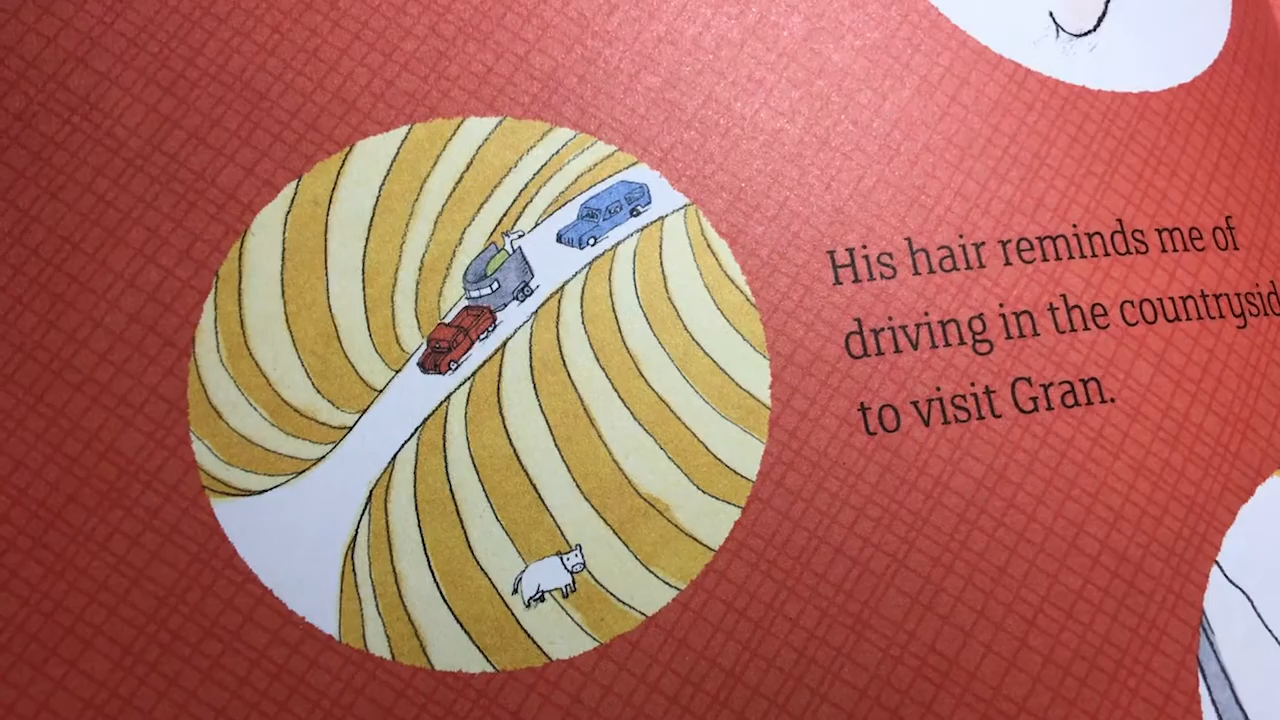 His hair reminds me of
driving in the countrysid
to visit Gran.